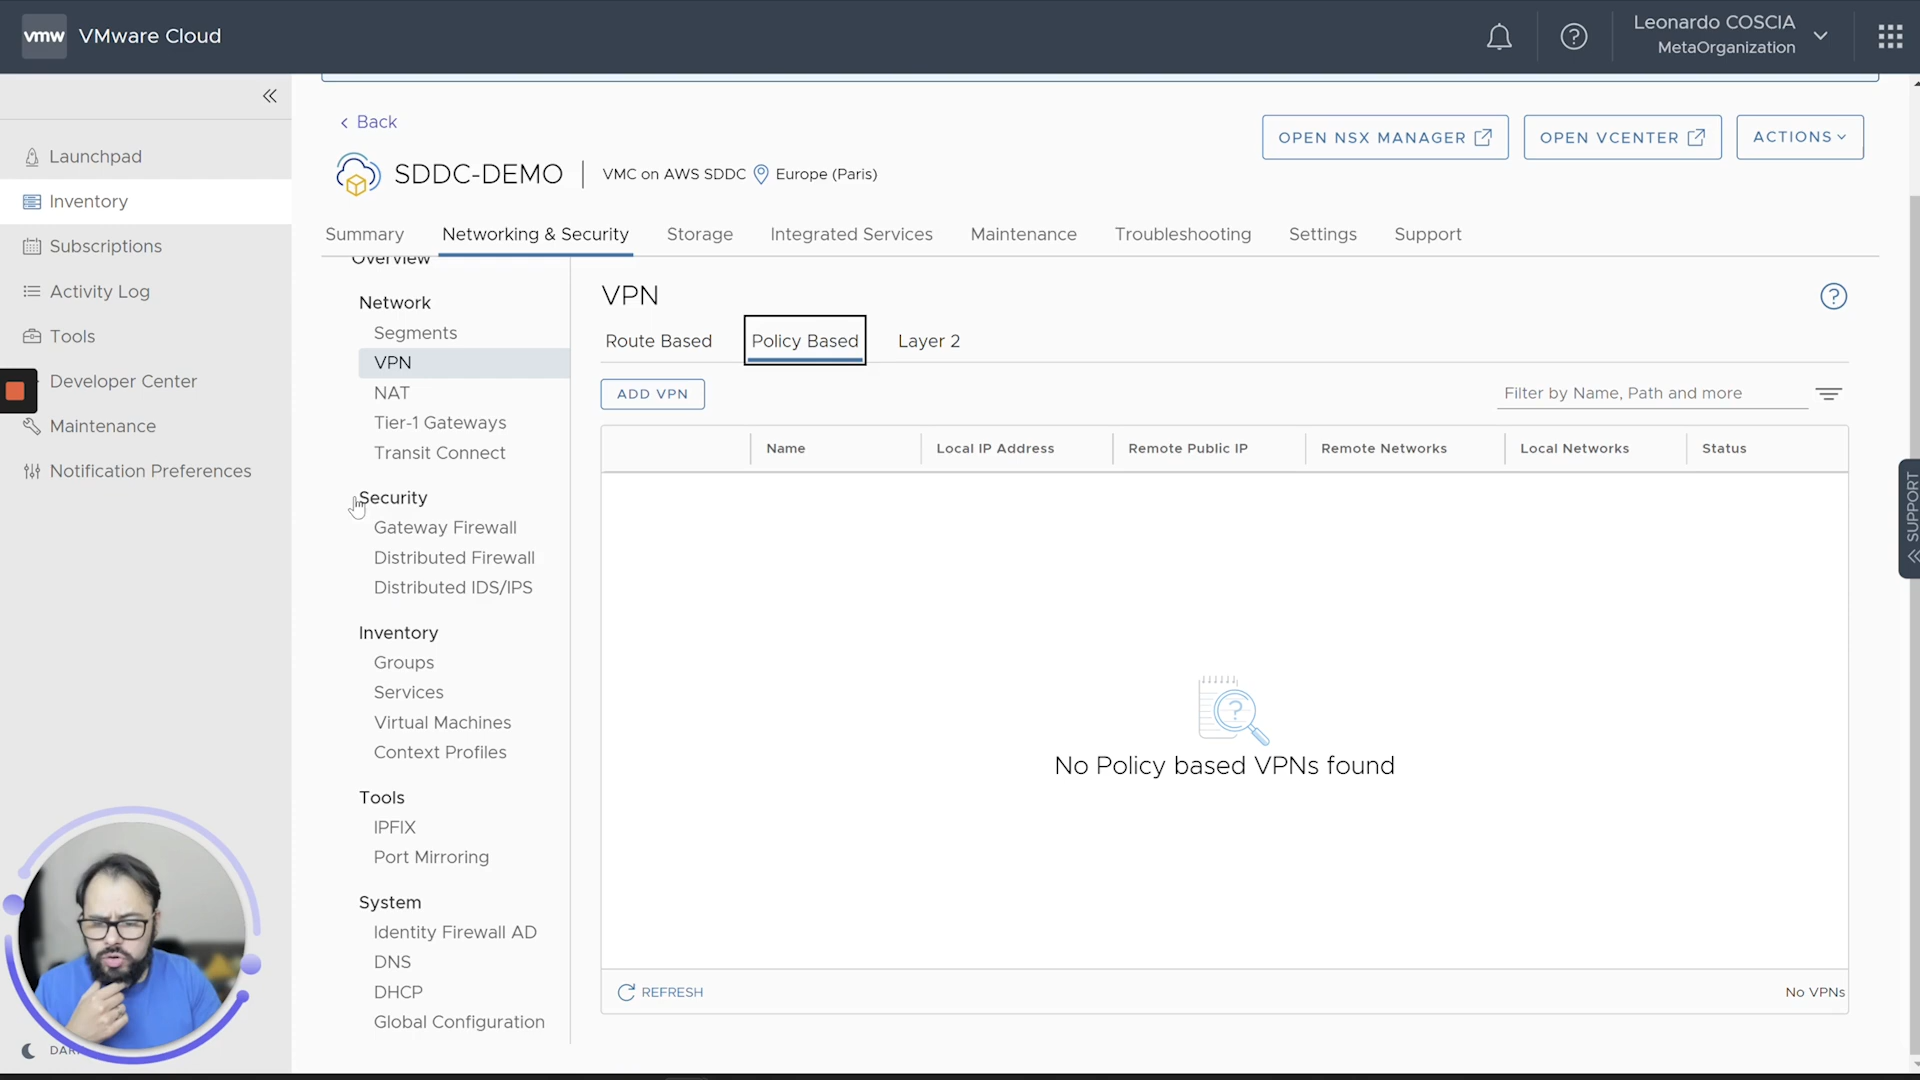 vmw VMware Cloud
Leonardo COSCIA
MetaOrganization
Launchpad
Inventory
Subscriptions
Activity Log
Tools
Developer Center
Maintenance
Notification Preferences
Back
SDDC-DEMO
VMC on AWS SDDC Europe (Paris)
OPEN NSX MANAGER
OPEN VCENTER
ACTIONS
Summary
Networking & Security
Storage
Integrated Services
Maintenance
Troubleshooting
Settings
Support
Overview
Network
Segments
VPN
NAT
Tier-1 Gateways
Transit Connect
Security
Gateway Firewall
Distributed Firewall
Distributed IDS/IPS
Inventory
Groups
Services
Virtual Machines
Context Profiles
Tools
IPFIX
Port Mirroring
System
Identity Firewall AD
DNS
DHCP
Global Configuration
VPN
?
Route Based
Policy Based
Layer 2
ADD VPN
Filter by Name, Path and more
Name
Local IP Address
Remote Public IP
Remote Networks
Local Networks
Status
?
No Policy based VPNs found
REFRESH
No VPNs
SUPPORT